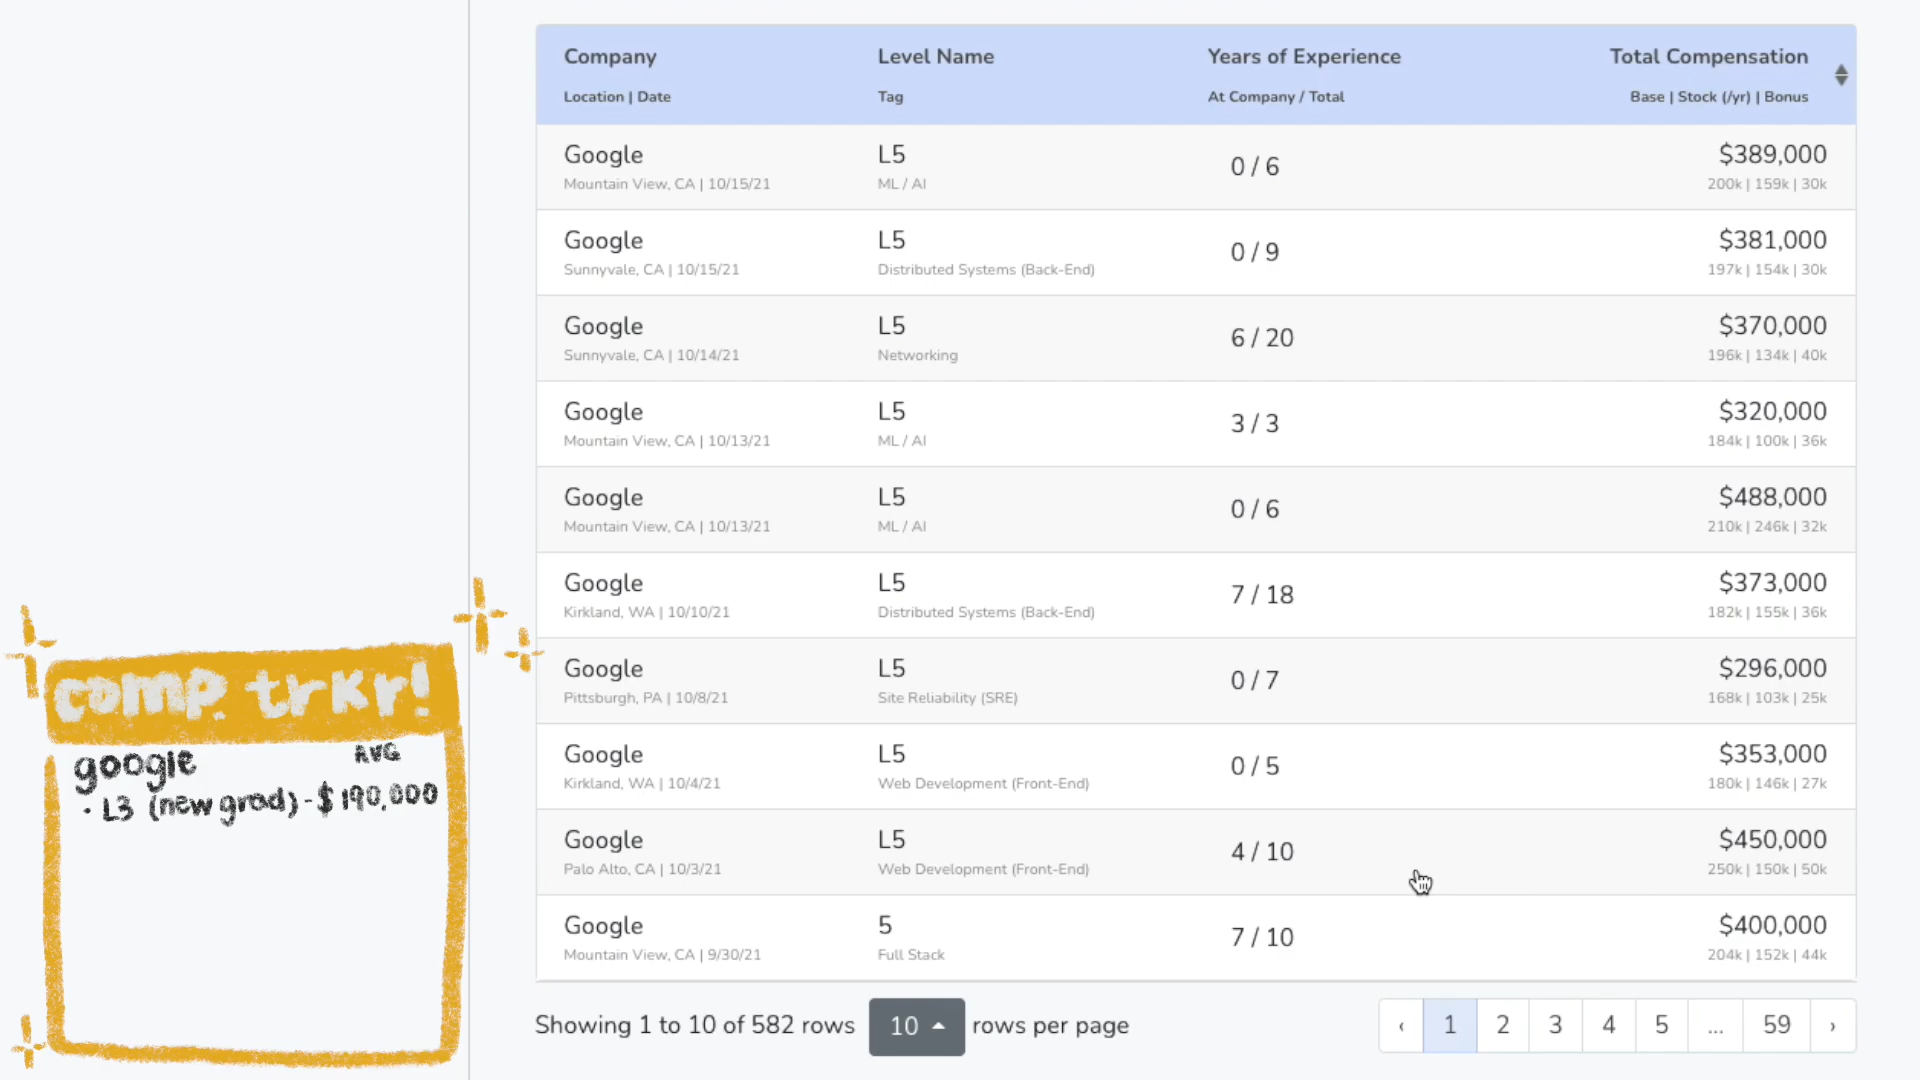 Company Level Name Years of Experience Total Compensation
Location | Date Tag At Company / Total Base | Stock (/yr) | Bonus
Google L5 0 / 6 $389,000
Mountain View, CA | 10/15/21 ML / AI 200k | 159k | 30k
Google L5 0 / 9 $381,000
Sunnyvale, CA | 10/15/21 Distributed Systems (Back-End) 197k | 154k | 30k
Google L5 6 / 20 $370,000
Sunnyvale, CA | 10/14/21 Networking 196k | 134k | 40k
Google L5 3 / 3 $320,000
Mountain View, CA | 10/13/21 ML / AI 184k | 100k | 36k
Google L5 0 / 6 $488,000
Mountain View, CA | 10/13/21 ML / AI 210k | 246k | 32k
Google L5 7 / 18 $373,000
Kirkland, WA | 10/10/21 Distributed Systems (Back-End) 182k | 155k | 36k
Google L5 0 / 7 $296,000
Pittsburgh, PA | 10/8/21 Site Reliability (SRE) 168k | 103k | 25k
Google L5 0 / 5 $353,000
Kirkland, WA | 10/4/21 Web Development (Front-End) 180k | 146k | 27k
Google L5 4 / 10 $450,000
Palo Alto, CA | 10/3/21 Web Development (Front-End) 250k | 150k | 50k
Google 5 7 / 10 $400,000
Mountain View, CA | 9/30/21 Full Stack 204k | 152k | 44k
Showing 1 to 10 of 582 rows 10 rows per page ‹ 1 2 3 4 5 ... 59 ›
comp. trkr!
google AVG
· L3 (new grad) - $190,000